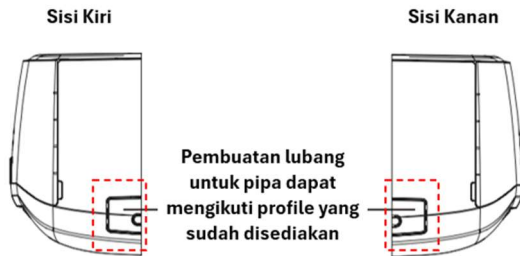 Sisi Kiri
Sisi Kanan
Pembuatan lubang
untuk pipa dapat
mengikuti profile yang
sudah disediakan